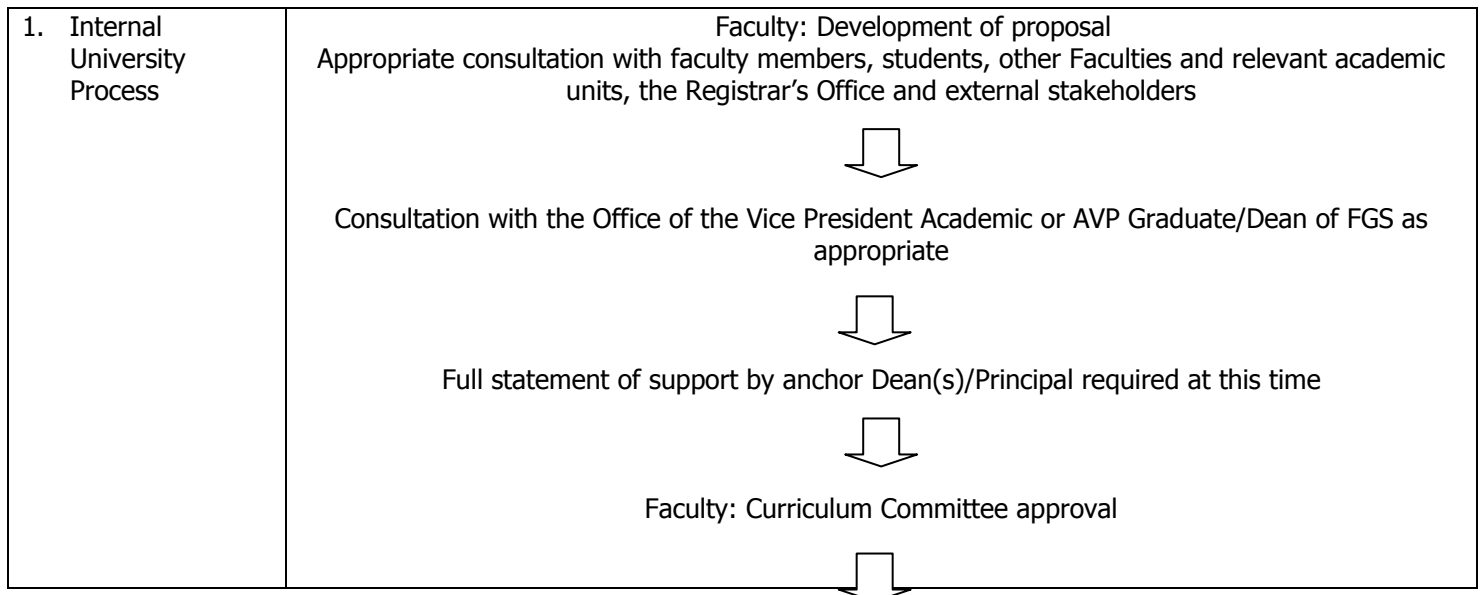 1. Internal
University
Process
Faculty: Development of proposal
Appropriate consultation with faculty members, students, other Faculties and relevant academic
units, the Registrar's Office and external stakeholders
Consultation with the Office of the Vice President Academic or AVP Graduate/Dean of FGS as
appropriate
Full statement of support by anchor Dean(s)/Principal required at this time
Faculty: Curriculum Committee approval